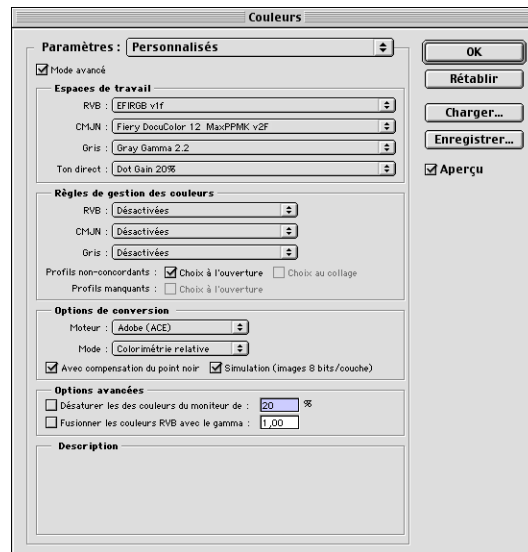 Couleurs
Paramètres : Personnalisés
OK
Mode avancé
Rétablir
Espaces de travail
RVB : EFIRGB v1f
Charger...
CMJN : Fiery DocuColor 12 MaxPPMK v2F
Enregistrer...
Gris : Gray Gamma 2.2
Ton direct : Dot Gain 20%
Aperçu
Règles de gestion des couleurs
RVB : Désactivées
CMJN : Désactivées
Gris : Désactivées
Profils non-concordants : Choix à l'ouverture Choix au collage
Profils manquants : Choix à l'ouverture
Options de conversion
Moteur : Adobe (ACE)
Mode : Colorimétrie relative
Avec compensation du point noir Simulation (images 8 bits/couche)
Options avancées
Désaturer les des couleurs du moniteur de : 20 %
Fusionner les couleurs RVB avec le gamma : 1,00
Description